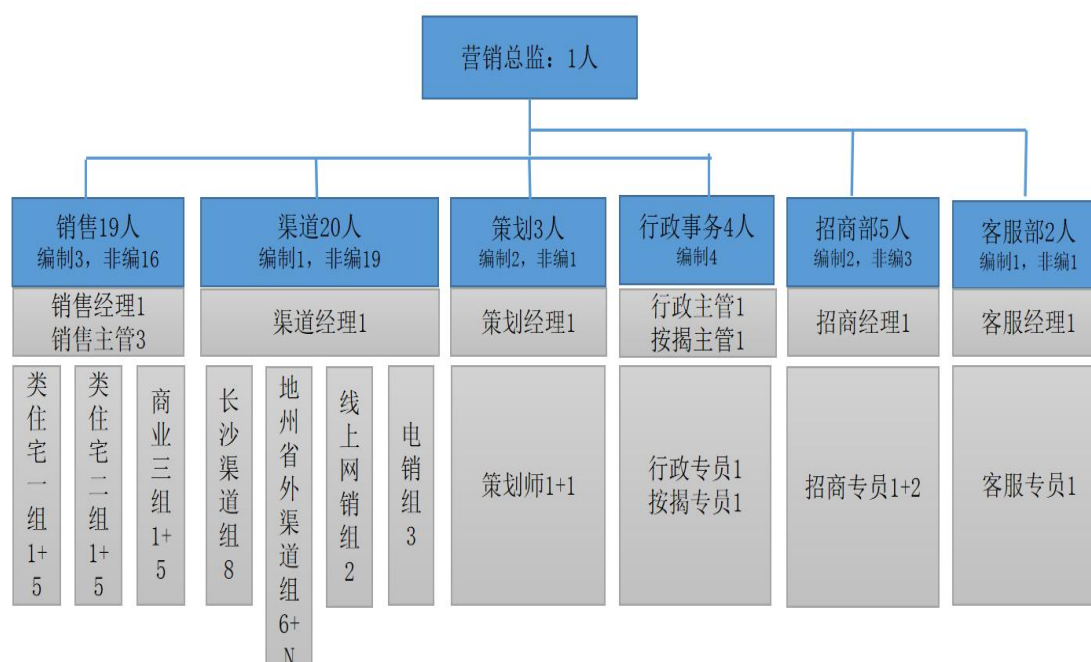 营销总监：1人
销售19人
编制3，非编16
渠道20人
编制1，非编19
策划3人
编制2，非编1
行政事务4人
编制4
招商部5人
编制2，非编3
客服部2人
编制1，非编1
销售经理1
销售主管3
渠道经理1
策划经理1
行政主管1
按揭主管1
招商经理1
客服经理1
类住宅一组1+5
类住宅二组1+5
商业三组1+5
长沙渠道组8
地州省外渠道组6+N
线上网销组2
电销组3
策划师1+1
行政专员1
按揭专员1
招商专员1+2
客服专员1